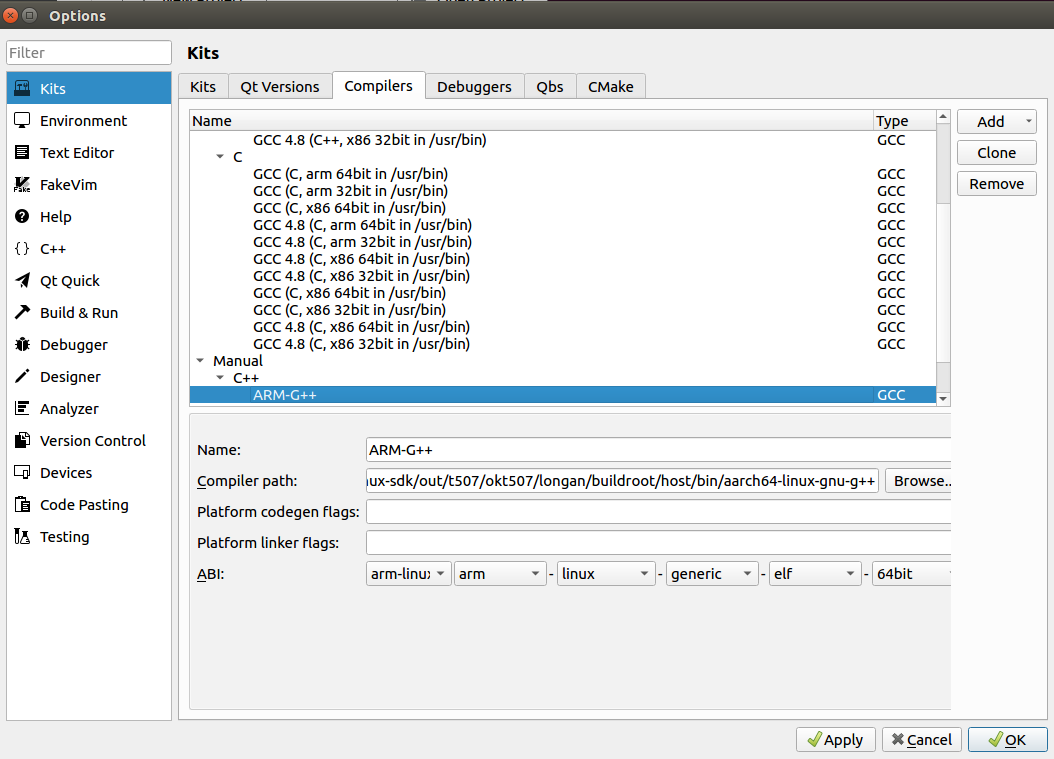 Options
Filter
Kits
Environment
Text Editor
FakeVim
Help
C++
Qt Quick
Build & Run
Debugger
Designer
Analyzer
Version Control
Devices
Code Pasting
Testing
Kits
Kits Qt Versions Compilers Debuggers Qbs CMake
Name Type
GCC 4.8 (C++, x86 32bit in /usr/bin) GCC
C
GCC (C, arm 64bit in /usr/bin) GCC
GCC (C, arm 32bit in /usr/bin) GCC
GCC (C, x86 64bit in /usr/bin) GCC
GCC 4.8 (C, arm 64bit in /usr/bin) GCC
GCC 4.8 (C, arm 32bit in /usr/bin) GCC
GCC 4.8 (C, x86 64bit in /usr/bin) GCC
GCC 4.8 (C, x86 32bit in /usr/bin) GCC
GCC (C, x86 64bit in /usr/bin) GCC
GCC (C, x86 32bit in /usr/bin) GCC
GCC 4.8 (C, x86 64bit in /usr/bin) GCC
GCC 4.8 (C, x86 32bit in /usr/bin) GCC
Manual
C++
ARM-G++ GCC
Add
Clone
Remove
Name: ARM-G++
Compiler path: ux-sdk/out/t507/okt507/longan/buildroot/host/bin/aarch64-linux-gnu-g++ Browse..
Platform codegen flags:
Platform linker flags:
ABI: arm-linu arm - linux - generic - elf - 64bit
Apply Cancel OK